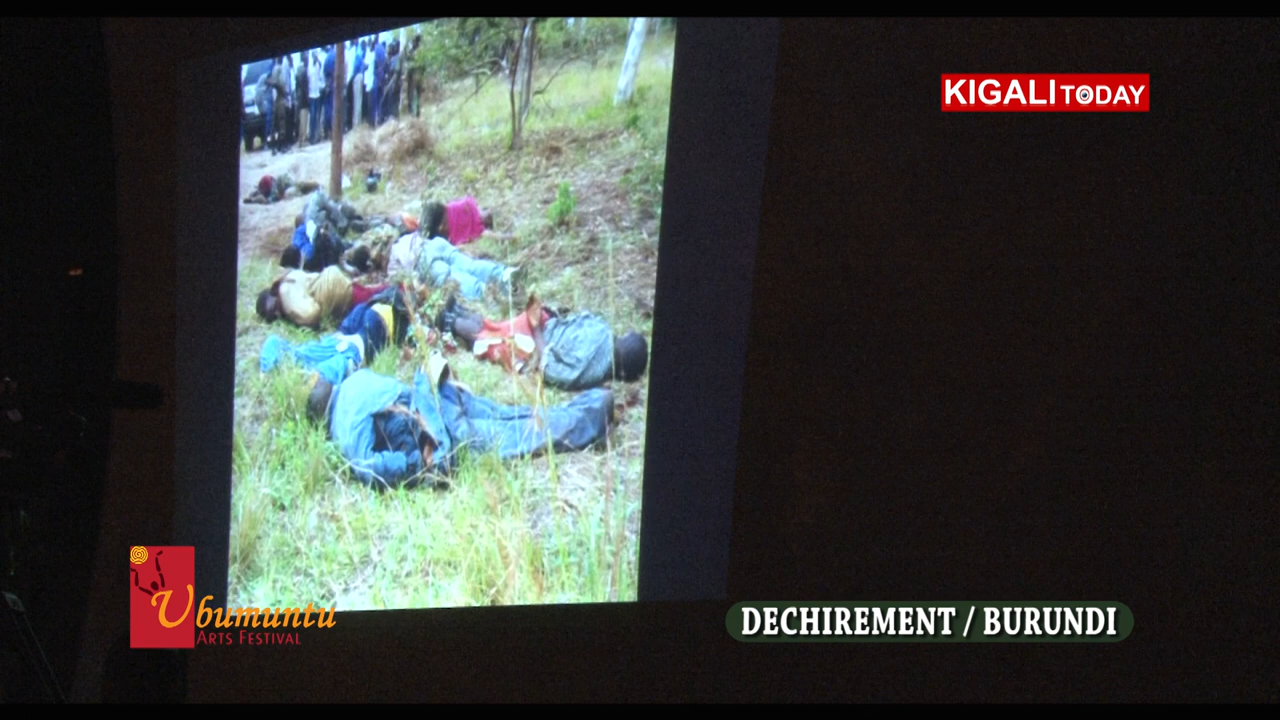 KIGALI TODAY
Ubumuntu
ARTS FESTIVAL
DECHIREMENT / BURUNDI